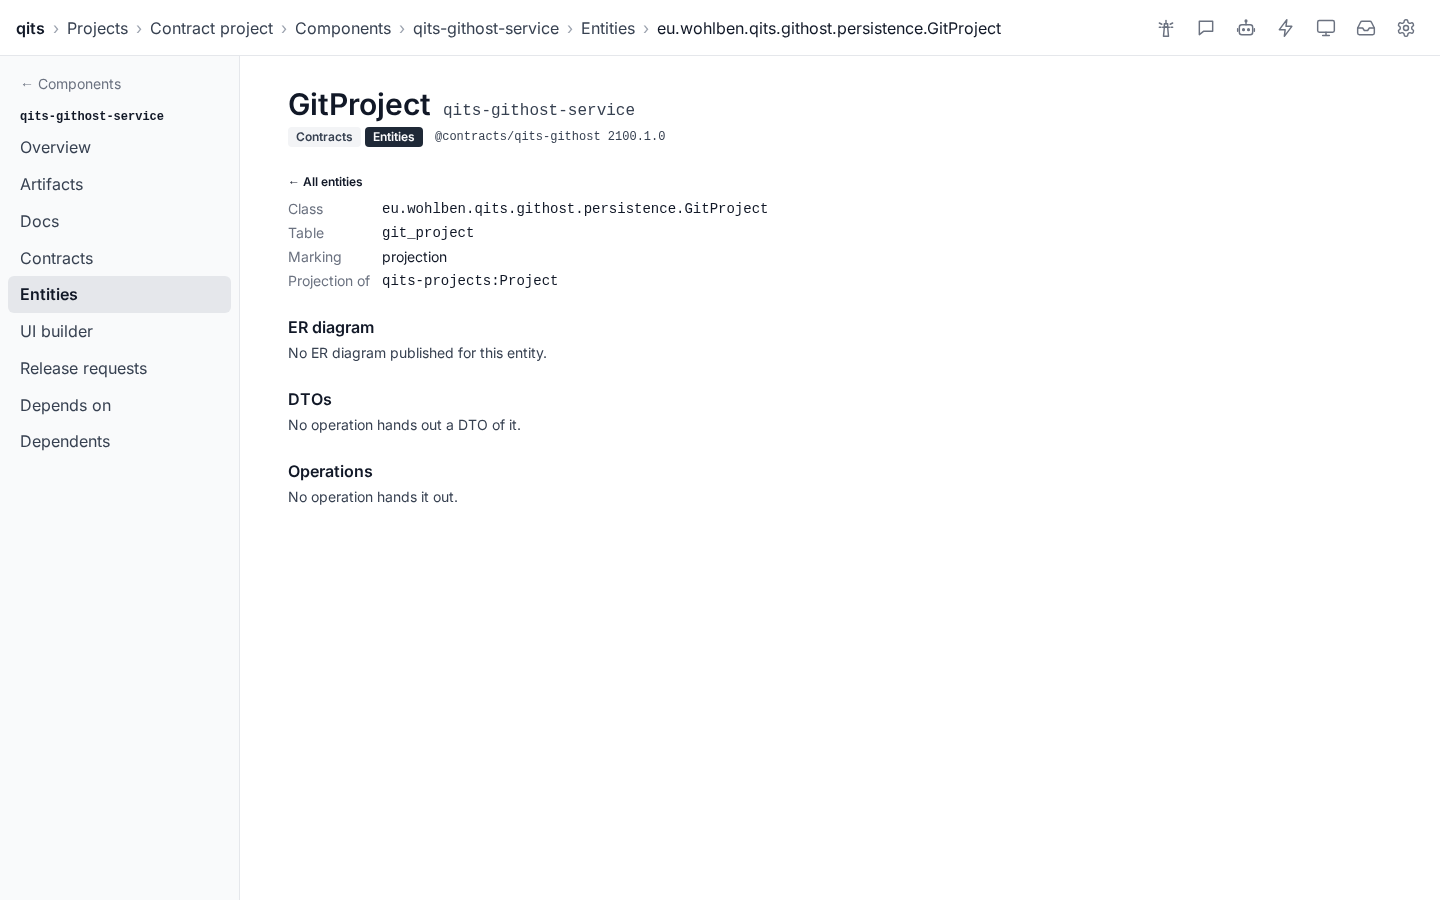 qits › Projects › Contract project › Components › qits-githost-service › Entities › eu.wohlben.qits.githost.persistence.GitProject
← Components
qits-githost-service
Overview
Artifacts
Docs
Contracts
Entities
UI builder
Release requests
Depends on
Dependents
GitProject qits-githost-service
Contracts Entities @contracts/qits-githost 2100.1.0
← All entities
Class eu.wohlben.qits.githost.persistence.GitProject
Table git_project
Marking projection
Projection of qits-projects:Project
ER diagram
No ER diagram published for this entity.
DTOs
No operation hands out a DTO of it.
Operations
No operation hands it out.